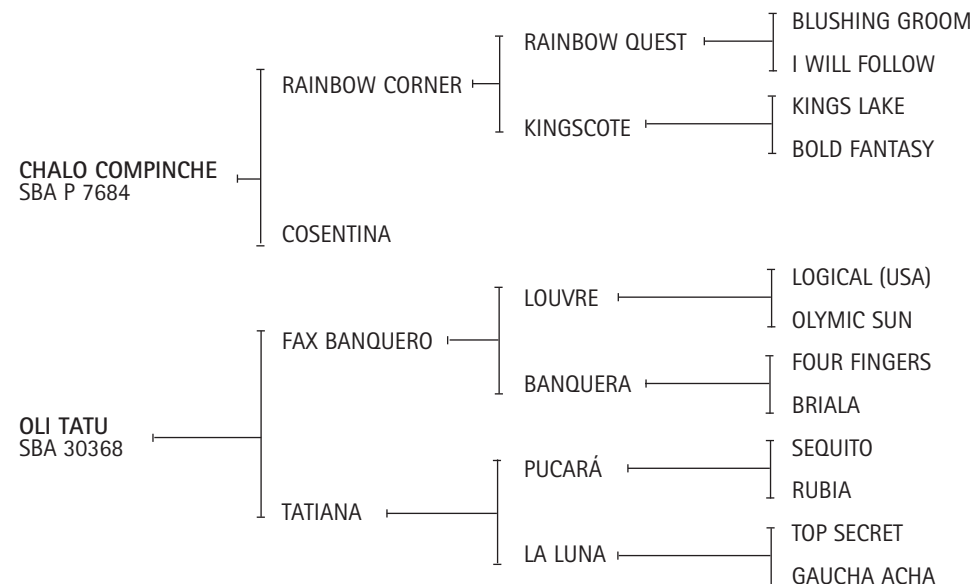 BLUSHING GROOM
RAINBOW QUEST
I WILL FOLLOW
RAINBOW CORNER
KINGS LAKE
KINGSCOTE
BOLD FANTASY
CHALO COMPINCHE
SBA P 7684
COSENTINA
LOGICAL (USA)
LOUVRE
OLYMIC SUN
FAX BANQUERO
FOUR FINGERS
BANQUERA
BRIALA
OLI TATU
SBA 30368
SEQUITO
PUCARÁ
RUBIA
TATIANA
TOP SECRET
LA LUNA
GAUCHA ACHA